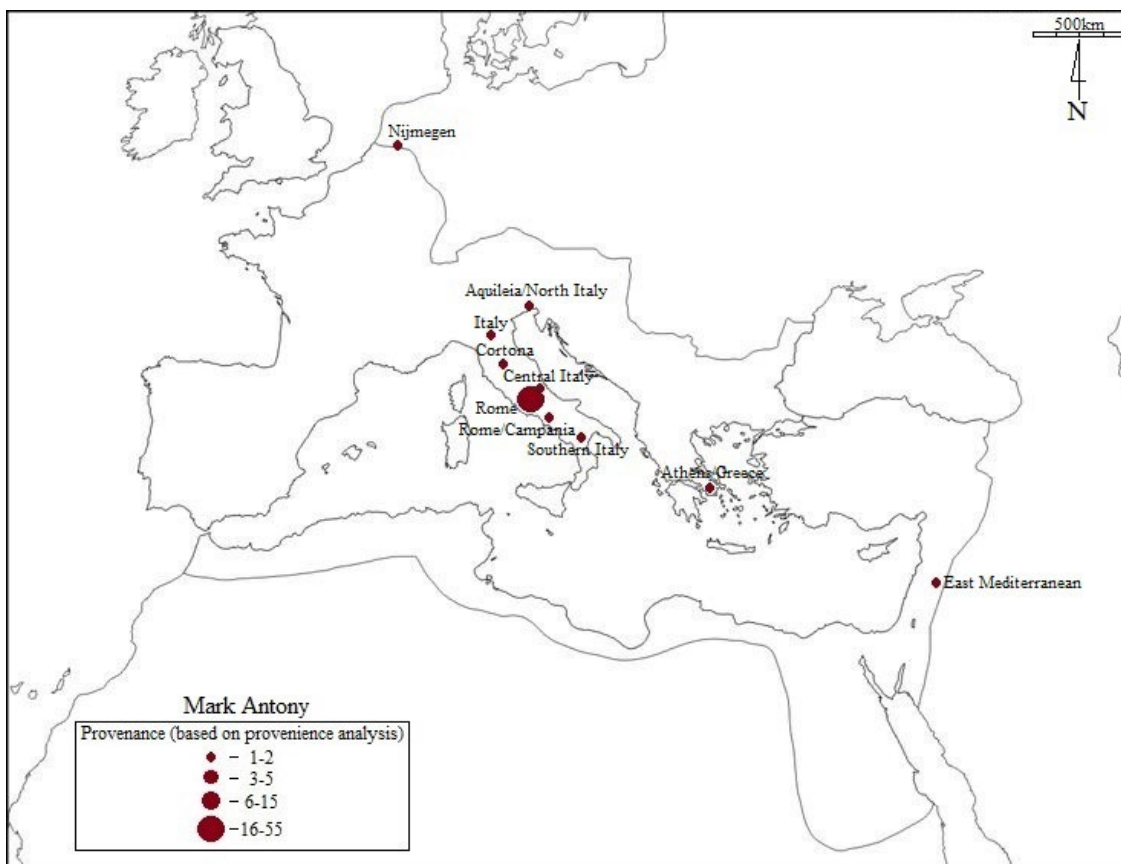 500km
N
Nijmegen
Aquileia/North Italy
Italy
Cortona
Central Italy
Rome
Rome/Campania
Southern Italy
Athens/Greece
East Mediterranean
Mark Antony
Provenance (based on provenience analysis)
– 1-2
– 3-5
– 6-15
–16-55